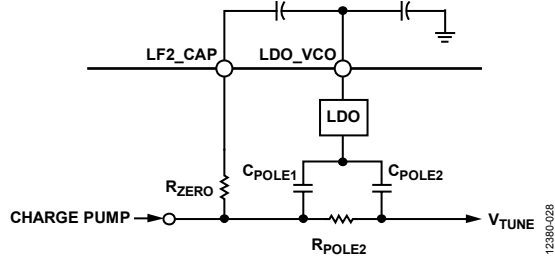 LF2_CAP LDO_VCO
LDO
CPOLE1 CPOLE2
RZERO
CHARGE PUMP VTUNE
RPOLE2
12380-028